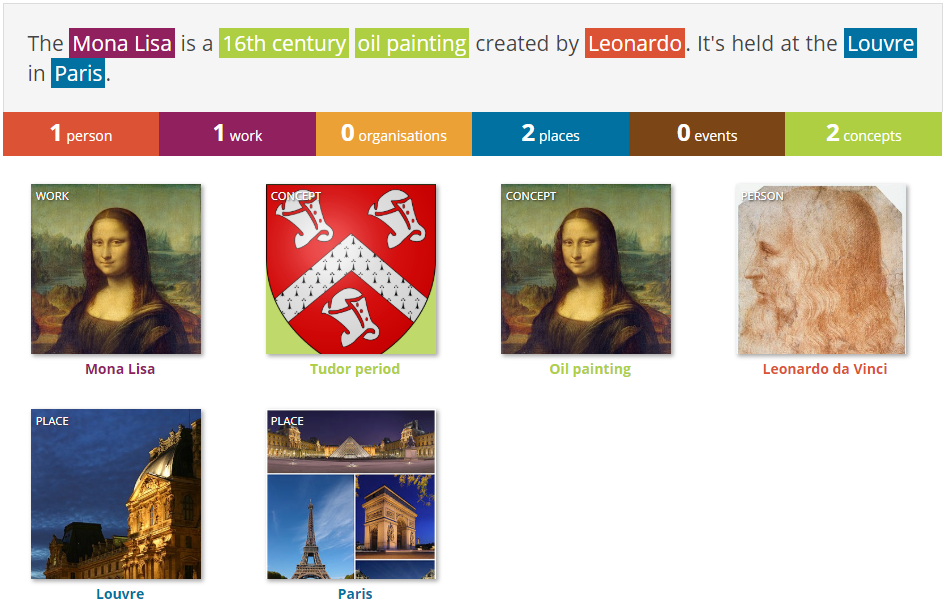 The Mona Lisa is a 16th century oil painting created by Leonardo. It's held at the Louvre
in Paris.
1 person 1 work 0 organisations 2 places 0 events 2 concepts
WORK CONCEPT CONCEPT PERSON
Mona Lisa Tudor period Oil painting Leonardo da Vinci
PLACE PLACE
Louvre Paris